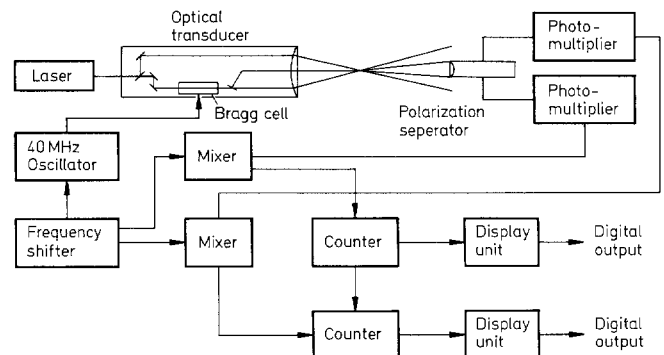 Optical
transducer
Photo-
multiplier
Laser
Bragg cell
Polarization
seperator
Photo-
multiplier
40 MHz
Oscillator
Mixer
Frequency
shifter
Mixer
Counter
Display
unit
Digital
output
Counter
Display
unit
Digital
output